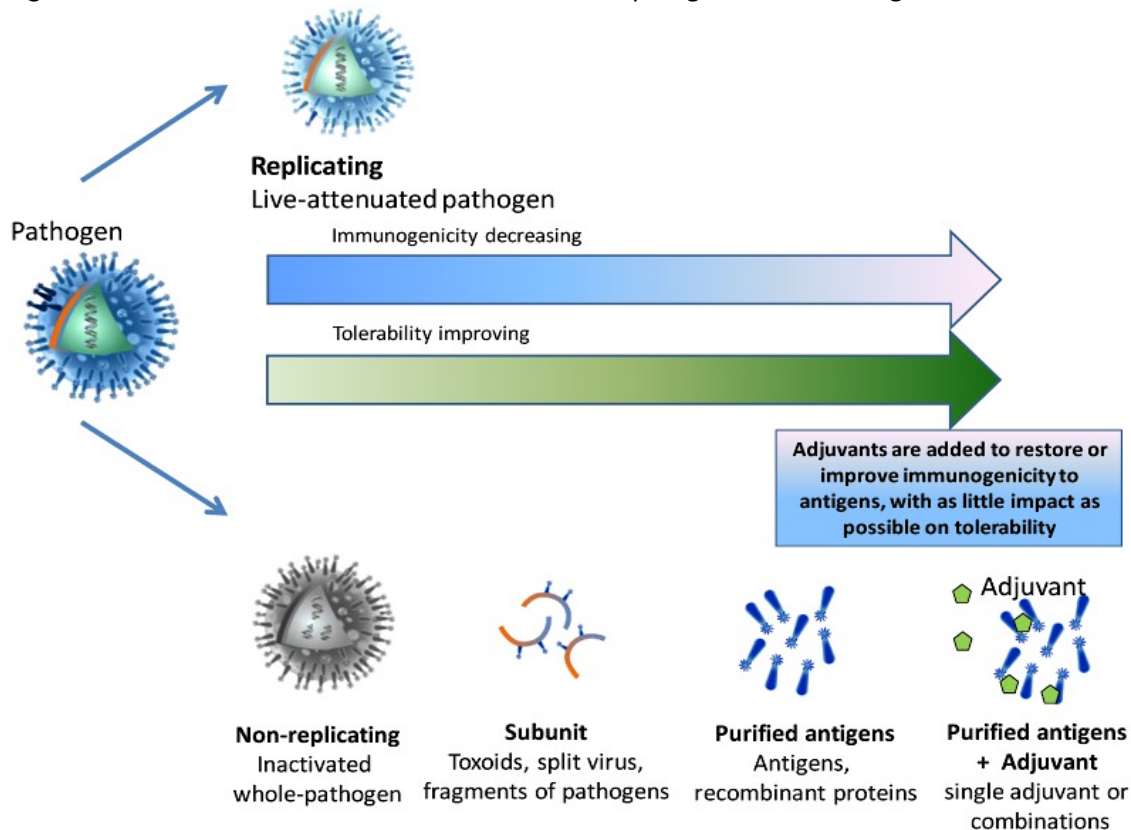 Replicating
Live-attenuated pathogen
Pathogen
Immunogenicity decreasing
Tolerability improving
Adjuvants are added to restore or
improve immunogenicity to
antigens, with as little impact as
possible on tolerability
Adjuvant
Non-replicating
Inactivated
whole-pathogen
Subunit
Toxoids, split virus,
fragments of pathogens
Purified antigens
Antigens,
recombinant proteins
Purified antigens
+ Adjuvant
single adjuvant or
combinations